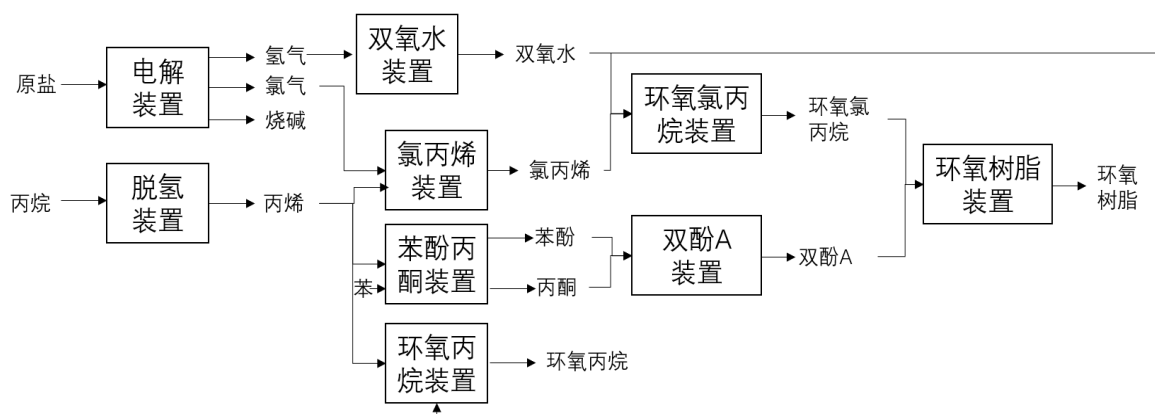 原盐
电解
装置
氢气
氯气
烧碱
双氧水
装置
双氧水
环氧氯丙
烷装置
环氧氯
丙烷
丙烷
脱氢
装置
丙烯
氯丙烯
装置
氯丙烯
环氧树脂
装置
环氧
树脂
苯
苯酚丙
酮装置
苯酚
丙酮
双酚A
装置
双酚A
环氧丙
烷装置
环氧丙烷